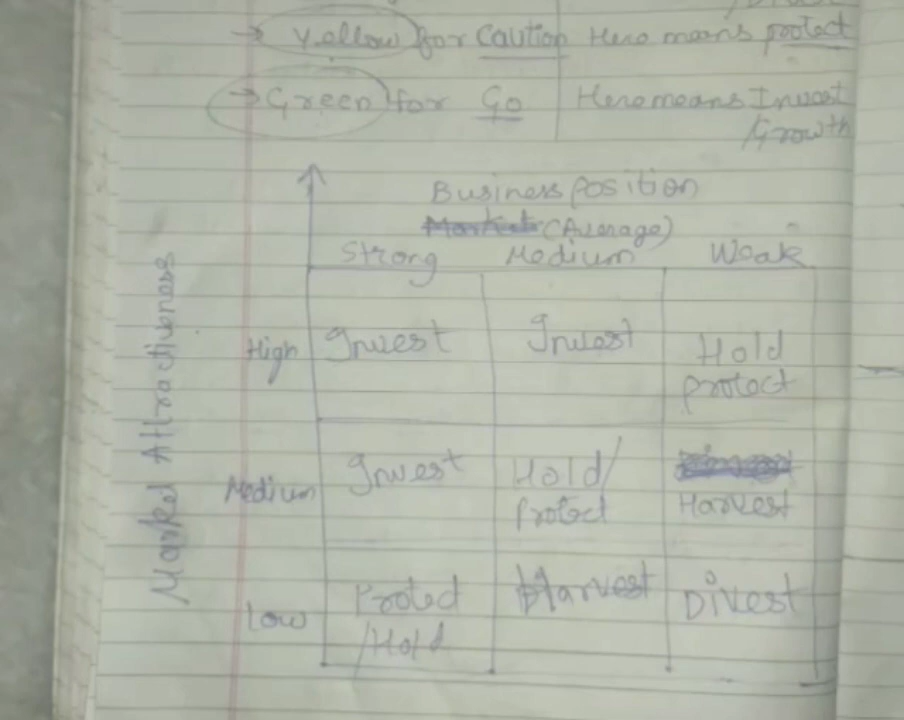 → Yellow for Caution Here means protect
→ Green for Go Here means Invest
/Growth
Business position
(Average)
Strong Medium Weak
Market Attractiveness
High Invest Invest Hold
protect
Medium Invest Hold/
Protect
Harvest
Low Protect Harvest Divest
/Hold